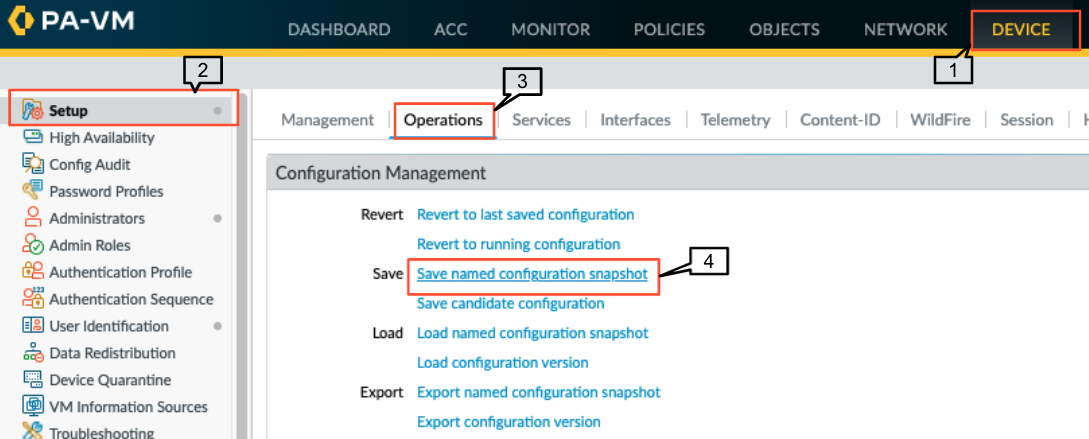 PA-VM
DASHBOARD ACC MONITOR POLICIES OBJECTS NETWORK DEVICE
1
2
3
Setup
High Availability
Config Audit
Password Profiles
Administrators
Admin Roles
Authentication Profile
Authentication Sequence
User Identification
Data Redistribution
Device Quarantine
VM Information Sources
Troubleshooting
Management Operations Services Interfaces Telemetry Content-ID WildFire Session H
Configuration Management
Revert Revert to last saved configuration
Revert to running configuration
Save Save named configuration snapshot
4
Save candidate configuration
Load Load named configuration snapshot
Load configuration version
Export Export named configuration snapshot
Export configuration version